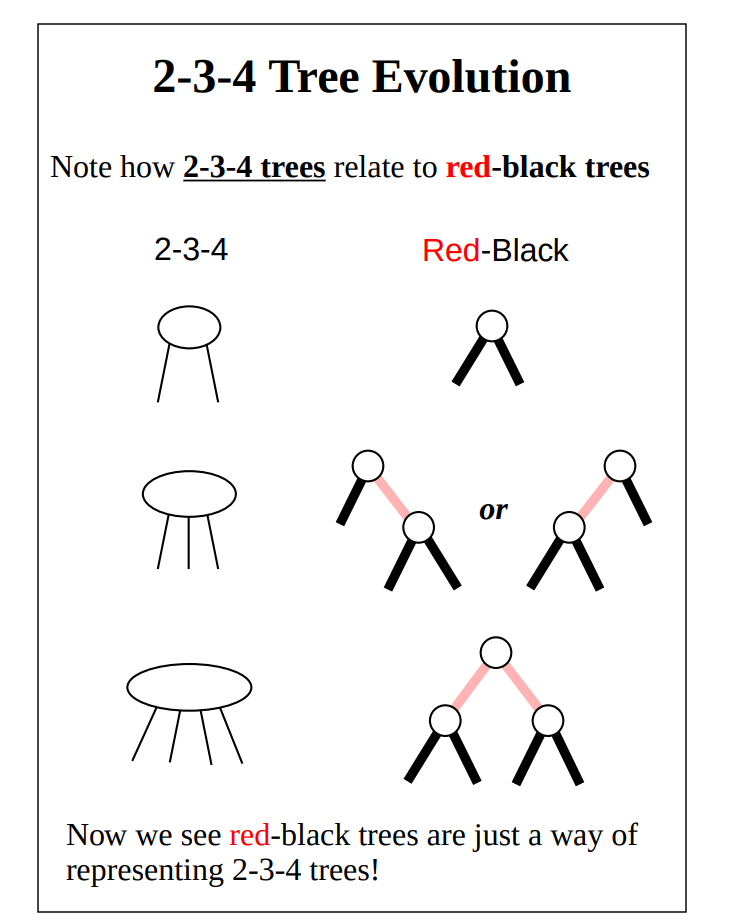 2-3-4 Tree Evolution
Note how 2-3-4 trees relate to red-black trees
2-3-4 Red-Black
or
Now we see red-black trees are just a way of
representing 2-3-4 trees!